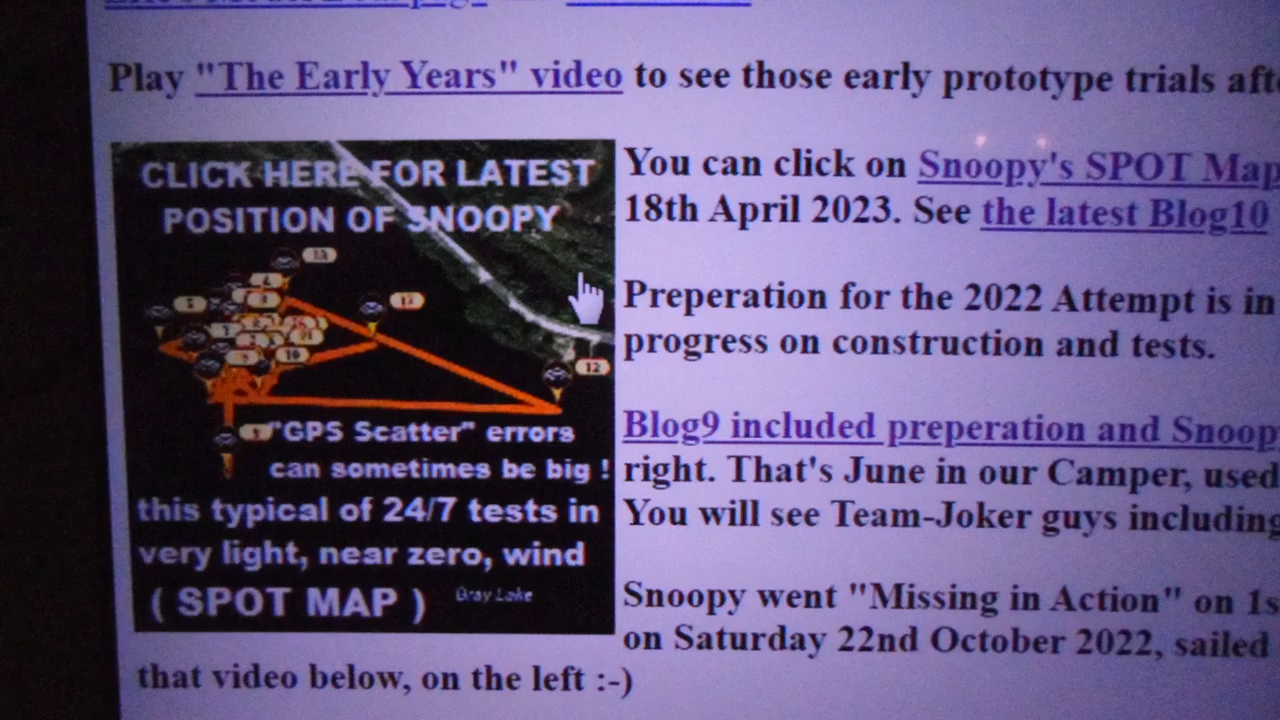 Play "The Early Years" video to see those early prototype trials
CLICK HERE FOR LATEST
POSITION OF SNOOPY
13
12
10
"GPS Scatter" errors
can sometimes be big !
this typical of 24/7 tests in
very light, near zero, wind
( SPOT MAP )
Gray Lake
You can click on Snoopy's SPOT Map
18th April 2023. See the latest Blog10
Preperation for the 2022 Attempt is in
progress on construction and tests.
Blog9 included preperation and Snoop
right. That's June in our Camper, used
You will see Team-Joker guys including
Snoopy went "Missing in Action" on 1s
on Saturday 22nd October 2022, sailed
that video below, on the left :-)